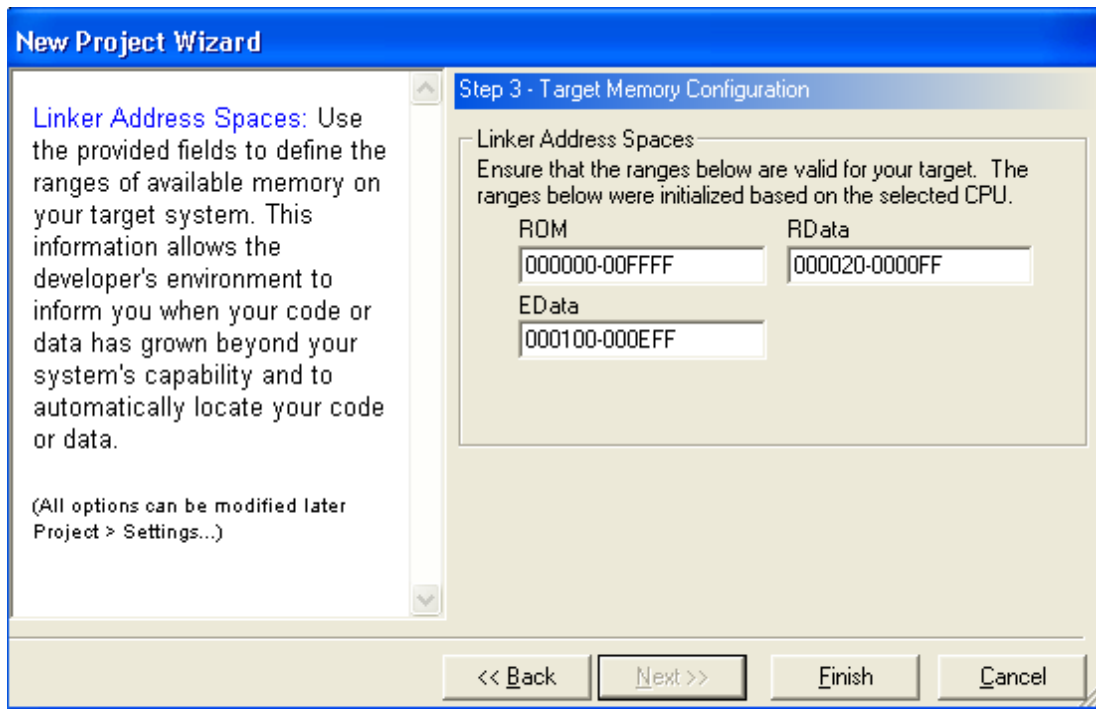 New Project Wizard
Linker Address Spaces: Use
the provided fields to define the
ranges of available memory on
your target system. This
information allows the
developer's environment to
inform you when your code or
data has grown beyond your
system's capability and to
automatically locate your code
or data.
(All options can be modified later
Project > Settings...)
Step 3 - Target Memory Configuration
Linker Address Spaces
Ensure that the ranges below are valid for your target. The
ranges below were initialized based on the selected CPU.
ROM
000000-00FFFF
RData
000020-0000FF
EData
000100-000EFF
<< Back
Next >>
Finish
Cancel